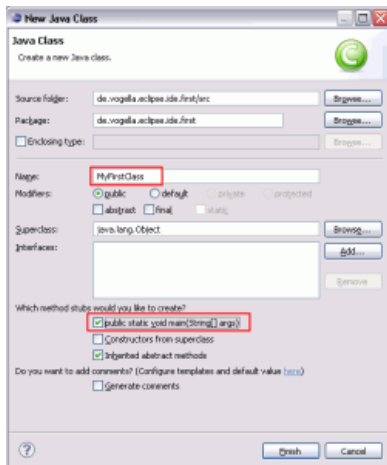 New Java Class
Java Class
Create a new Java class.
Source folder: de.vogella.eclipse.ide.first/src Browse...
Package: de.vogella.eclipse.ide.first Browse...
Enclosing type: Browse...
Name: MyFirstClass
Modifiers: public default private protected
abstract final static
Superclass: java.lang.Object Browse...
Interfaces: Add...
Remove
Which method stubs would you like to create?
public static void main(String[] args)
Constructors from superclass
Inherited abstract methods
Do you want to add comments? (Configure templates and default value here)
Generate comments
? Finish Cancel